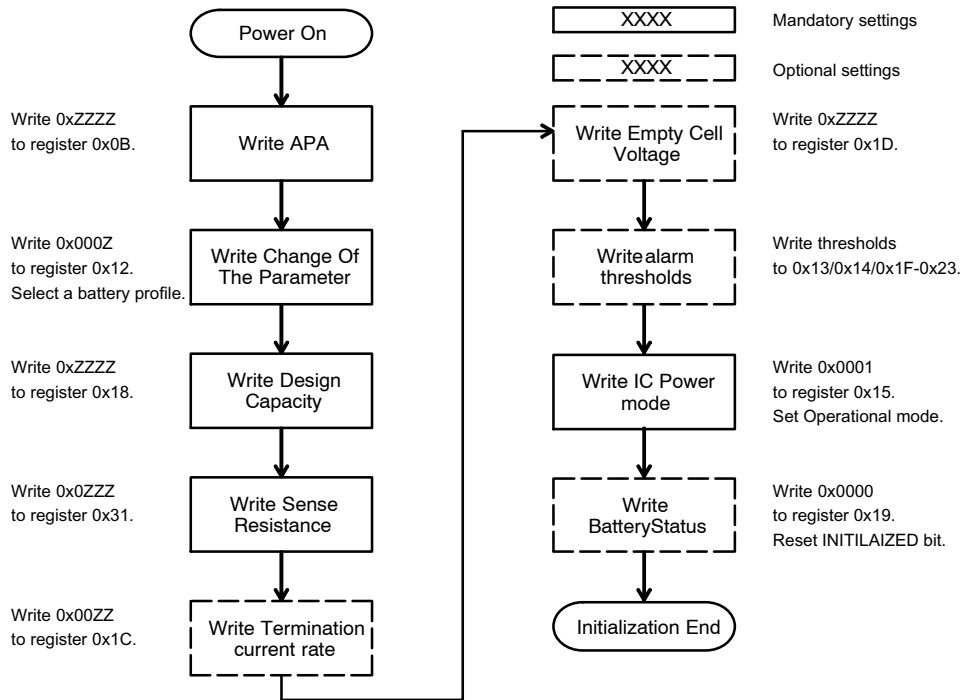 Power On
Write 0xZZZZ
to register 0x0B.
Write APA
Write 0x000Z
to register 0x12.
Select a battery profile.
Write Change Of
The Parameter
Write 0xZZZZ
to register 0x18.
Write Design
Capacity
Write 0x0ZZZ
to register 0x31.
Write Sense
Resistance
Write 0x00ZZ
to register 0x1C.
Write Termination
current rate
XXXX
Mandatory settings
XXXX
Optional settings
Write Empty Cell
Voltage
Write 0xZZZZ
to register 0x1D.
Writealarm
thresholds
Write thresholds
to 0x13/0x14/0x1F-0x23.
Write IC Power
mode
Write 0x0001
to register 0x15.
Set Operational mode.
Write
BatteryStatus
Write 0x0000
to register 0x19.
Reset INITILAIZED bit.
Initialization End